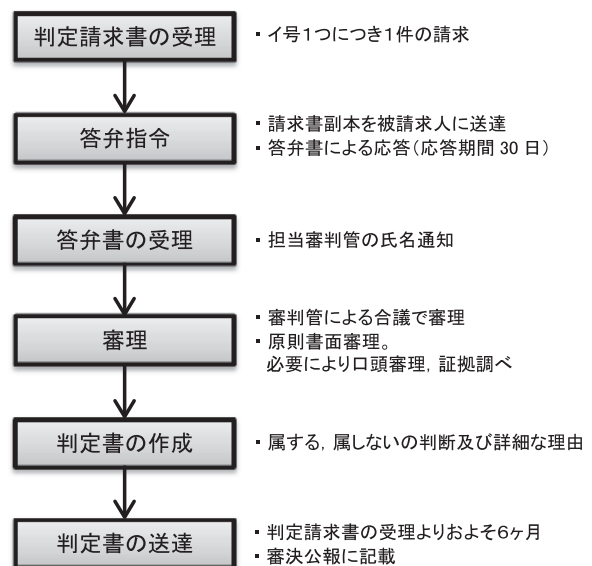 判定請求書の受理
・イ号1つにつき1件の請求
答弁指令
・請求書副本を被請求人に送達
・答弁書による応答(応答期間 30 日)
答弁書の受理
・担当審判管の氏名通知
審理
・審判管による合議で審理
・原則書面審理。
必要により口頭審理, 証拠調べ
判定書の作成
・属する, 属しないの判断及び詳細な理由
判定書の送達
・判定請求書の受理よりおよそ6ヶ月
・審決公報に記載